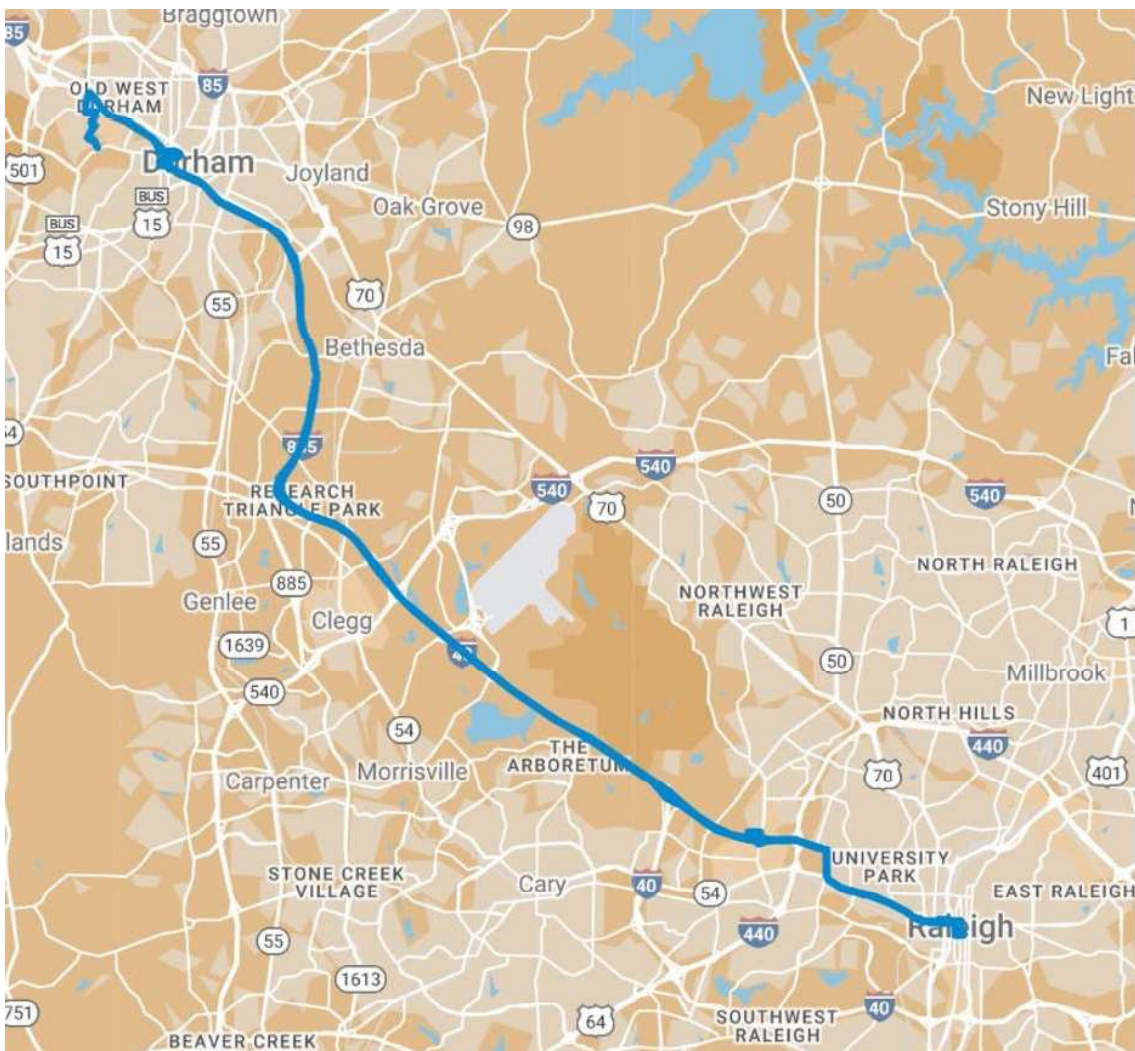 Braggtown
85
OLD WEST
DURHAM
85
New Light
501
Durham
Joyland
BUS
15
BUS
15
Oak Grove
98
Stony Hill
55
70
Bethesda
Fa
54
885
SOUTHPOINT
RESEARCH
TRIANGLE PARK
540
540
70
50
540
N
lands
55
885
NORTH RALEIGH
Genlee
Clegg
NORTHWEST
RALEIGH
1
1639
40
50
Millbrook
540
54
NORTH HILLS
440
THE
ARBORETUM
Carpenter
Morrisville
70
401
STONE CREEK
VILLAGE
Cary
40
54
UNIVERSITY
PARK
EAST RALEIGH
55
440
Raleigh
1613
751
64
SOUTHWEST
RALEIGH
40
BEAVER CREEK